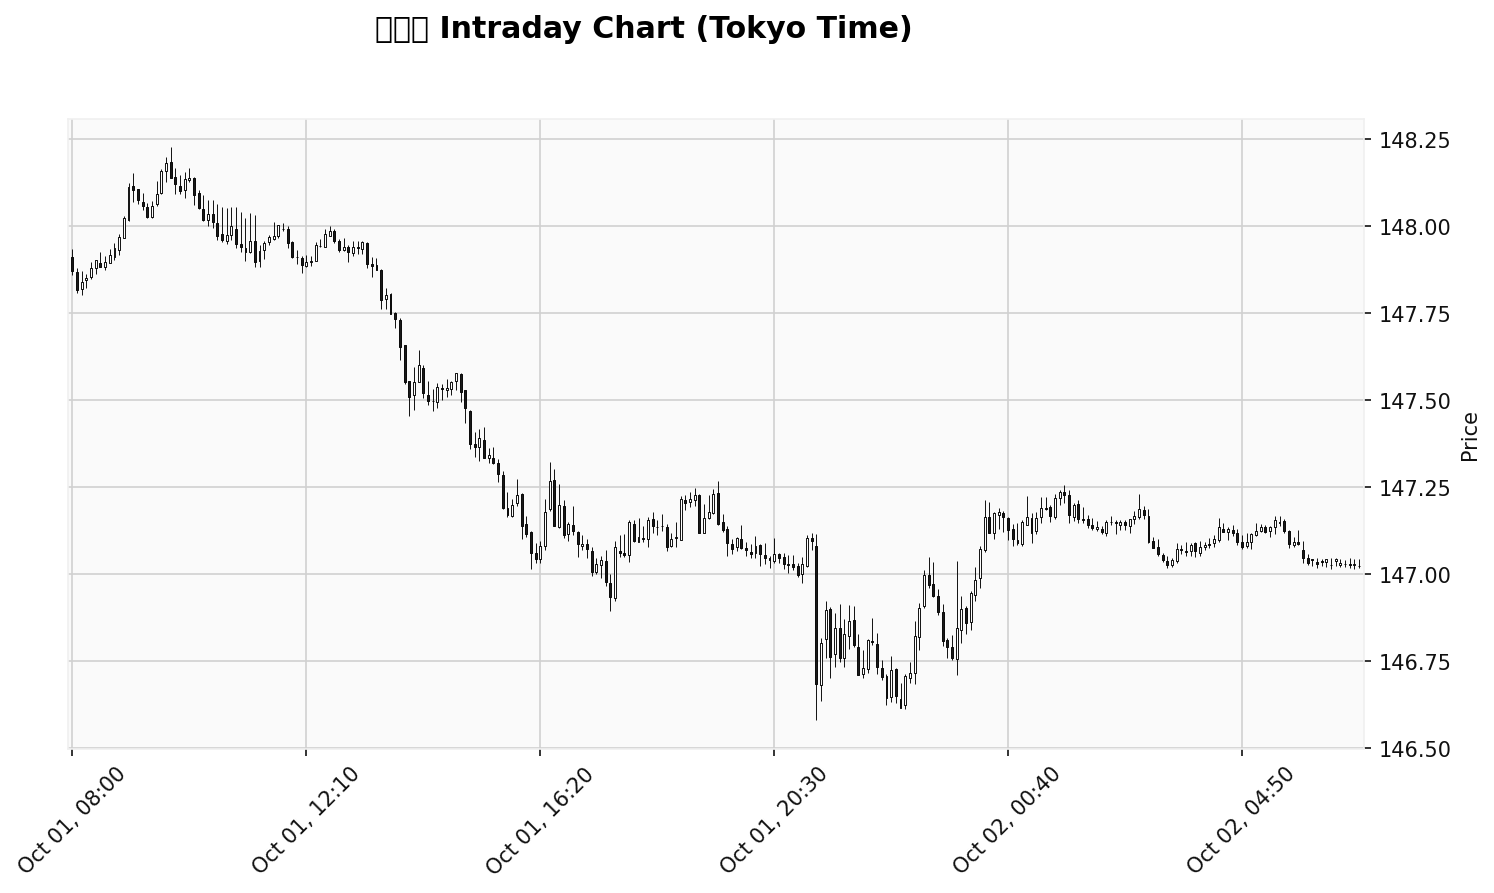 Intraday Chart (Tokyo Time)
148.25
148.00
147.75
147.50
147.25
147.00
146.75
146.50
Price
Oct 01, 08:00
Oct 01, 12:10
Oct 01, 16:20
Oct 01, 20:30
Oct 02, 00:40
Oct 02, 04:50